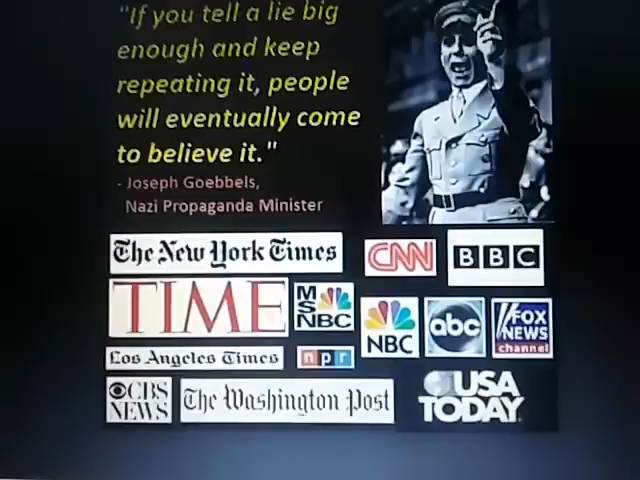 "If you tell a lie big
enough and keep
repeating it, people
will eventually come
to believe it."
- Joseph Goebbels,
Nazi Propaganda Minister
The New York Times
CNN
BBC
TIME
MSNBC
NBC
abc
FOX
NEWS
channel
Los Angeles Times
npr
CBS
NEWS
The Washington Post
USA
TODAY